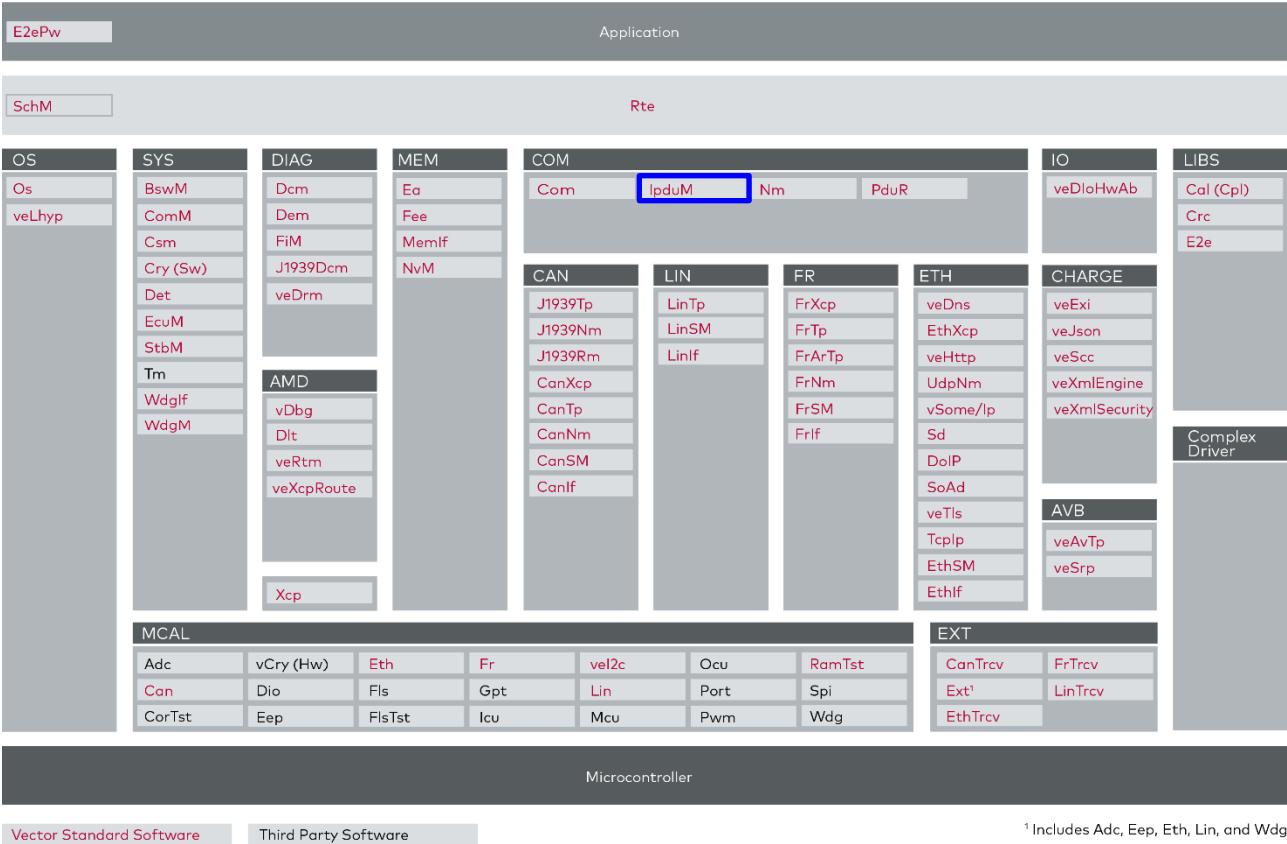 E2ePw
Application
SchM
Rte
OS
Os
veLhyp
SYS
BswM
ComM
Csm
Cry (Sw)
Det
EcuM
StbM
Tm
WdgIf
WdgM
DIAG
Dcm
Dem
FiM
J1939Dcm
veDrm
AMD
vDbg
Dlt
veRtm
veXcpRoute
Xcp
MEM
Ea
Fee
MemIf
NvM
COM
Com
IpduM
Nm
PduR
CAN
J1939Tp
J1939Nm
J1939Rm
CanXcp
CanTp
CanNm
CanSM
CanIf
LIN
LinTp
LinSM
LinIf
FR
FrXcp
FrTp
FrArTp
FrNm
FrSM
FrIf
ETH
veDns
EthXcp
veHttp
UdpNm
vSome/Ip
Sd
DoIP
SoAd
veTls
TcpIp
EthSM
EthIf
IO
veDIoHwAb
CHARGE
veExi
veJson
veScc
veXmlEngine
veXmlSecurity
AVB
veAvTp
veSrp
LIBS
Cal (Cpl)
Crc
E2e
Complex
Driver
MCAL
Adc vCry (Hw) Eth Fr veI2c Ocu RamTst
Can Dio Fls Gpt Lin Port Spi
CorTst Eep FlsTst Icu Mcu Pwm Wdg
EXT
CanTrcv FrTrcv
Ext¹ LinTrcv
EthTrcv
Microcontroller
Vector Standard Software
Third Party Software
¹ Includes Adc, Eep, Eth, Lin, and Wdg